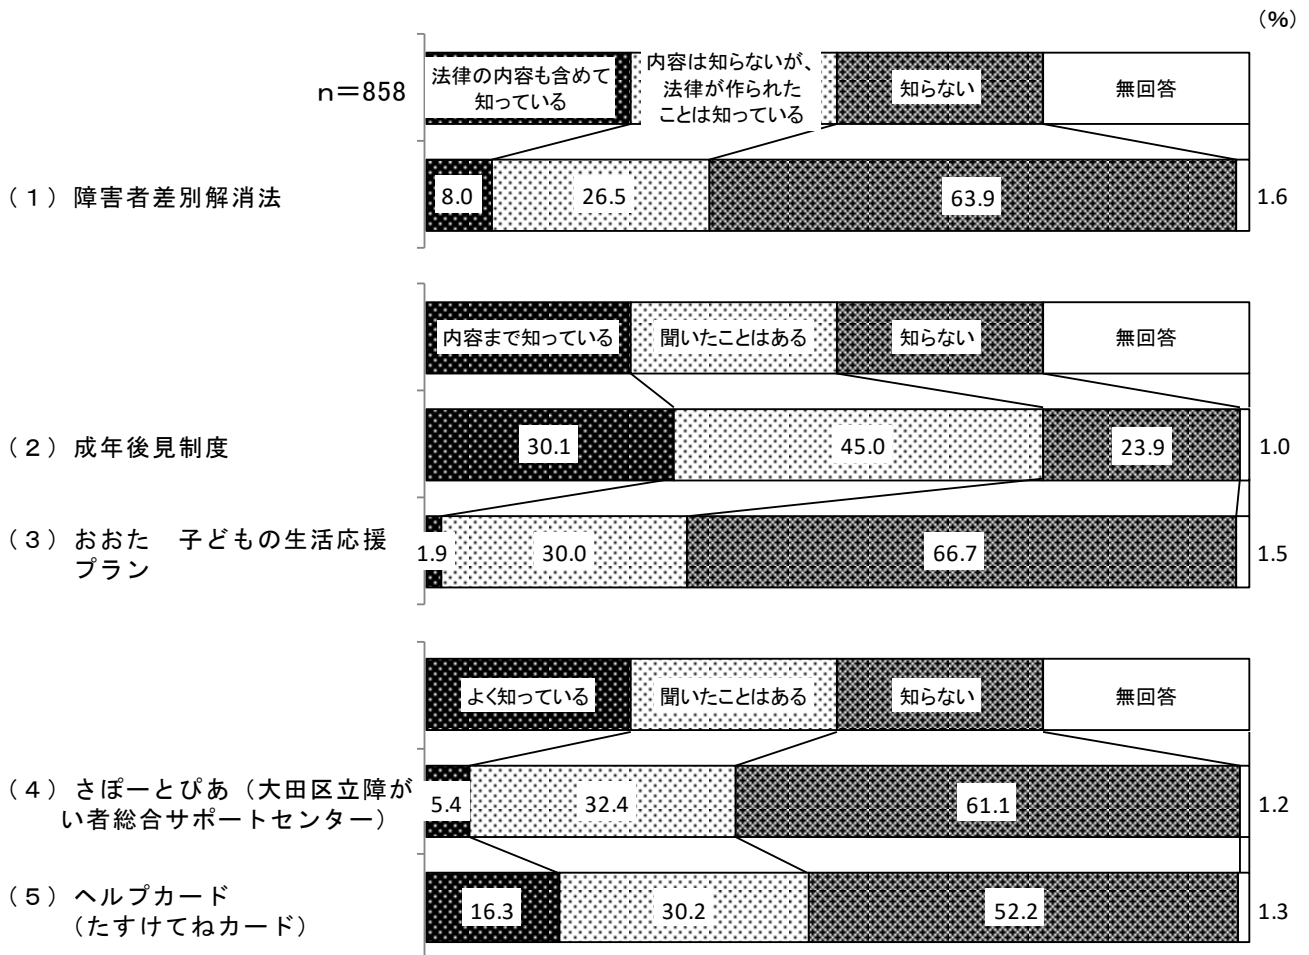 (%)
n＝858
法律の内容も含めて
知っている
内容は知らないが、
法律が作られた
ことは知っている
知らない
無回答
（１）障害者差別解消法
8.0
26.5
63.9
1.6
内容まで知っている
聞いたことはある
知らない
無回答
（２）成年後見制度
30.1
45.0
23.9
1.0
（３）おおた　子どもの生活応援
プラン
1.9
30.0
66.7
1.5
よく知っている
聞いたことはある
知らない
無回答
（４）さぽーとぴあ（大田区立障が
い者総合サポートセンター）
5.4
32.4
61.1
1.2
（５）ヘルプカード
（たすけてねカード）
16.3
30.2
52.2
1.3